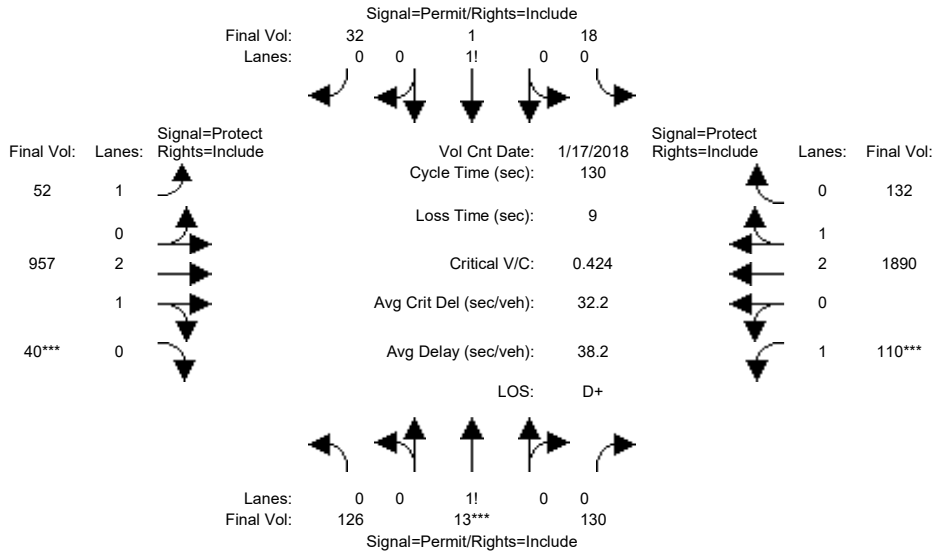 Signal=Permit/Rights=Include
Final Vol: 32 1 18
Lanes: 0 0 1! 0 0
Signal=Protect Signal=Protect
Final Vol: Lanes: Rights=Include Vol Cnt Date: 1/17/2018 Rights=Include Lanes: Final Vol:
Cycle Time (sec): 130
52 1 0 132
Loss Time (sec): 9
0 1
957 2 Critical V/C: 0.424 2 1890
1 Avg Crit Del (sec/veh): 32.2 0
40*** 0 Avg Delay (sec/veh): 38.2 1 110***
LOS: D+
Lanes: 0 0 1! 0 0
Final Vol: 126 13*** 130
Signal=Permit/Rights=Include